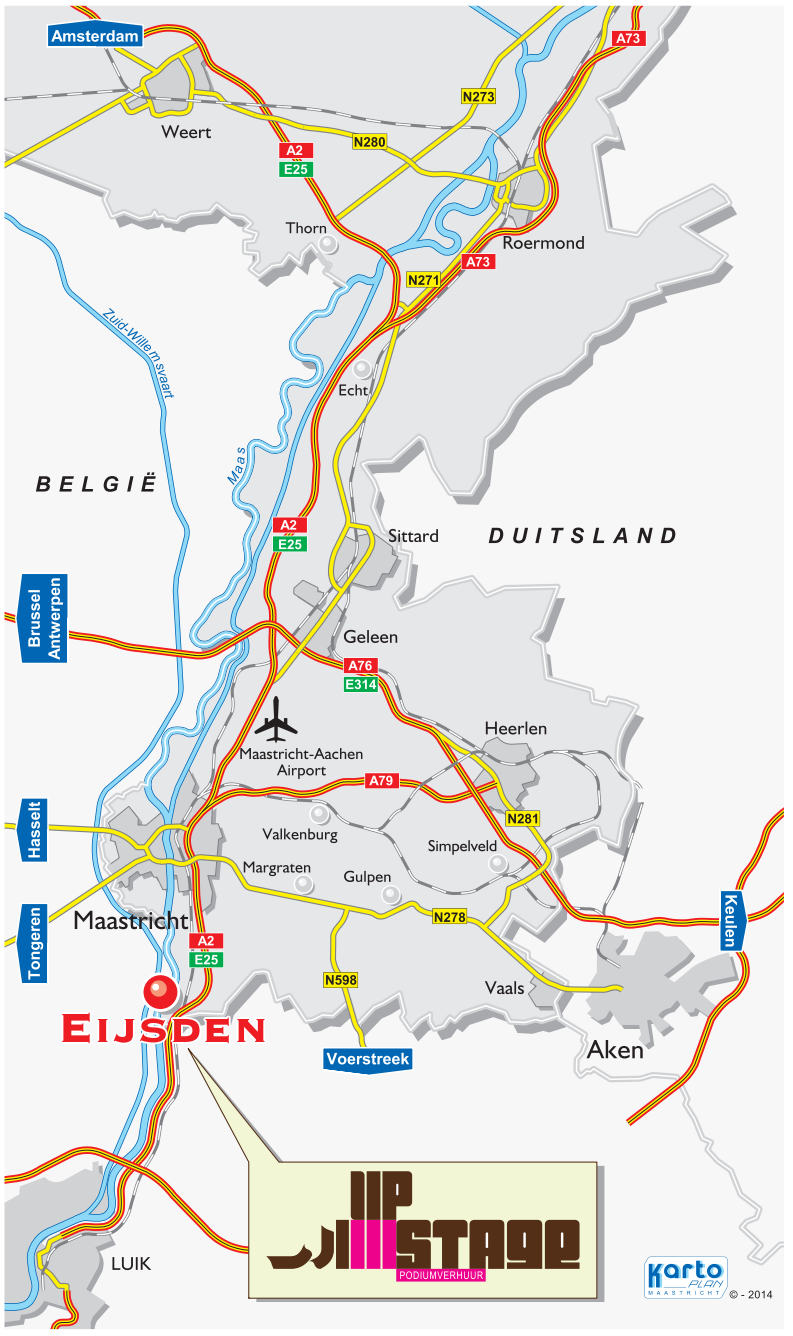 Amsterdam
A73
N273
Weert
N280
A2
E25
Thorn
Roermond
A73
N271
Zuid-Willemsvaart
Echt
Maas
BELGIË
A2
E25
Sittard
DUITSLAND
Brussel
Antwerpen
Geleen
A76
E314
Heerlen
Maastricht-Aachen
Airport
A79
Hasselt
Valkenburg
N281
Simpelveld
Margraten
Gulpen
Maastricht
N278
Keulen
Tongeren
A2
E25
N598
Vaals
EIJSDEN
Voerstreek
Aken
UP
STAGE
PODIUMVERHUUR
LUIK
Karto
PLAN
MAASTRICHT
© - 2014